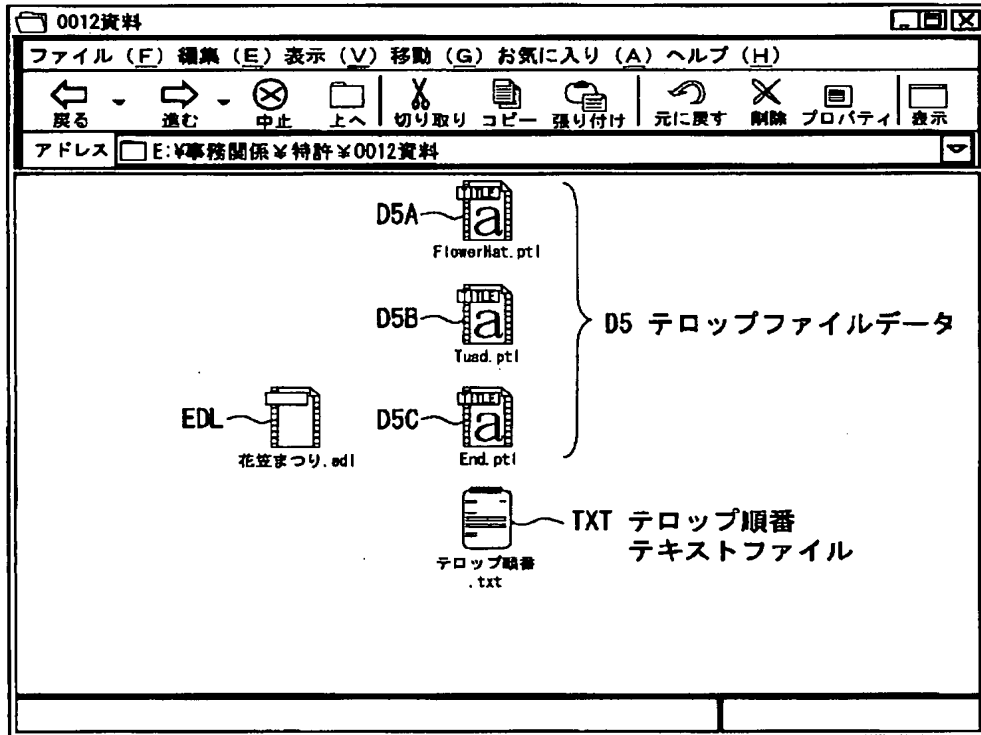 0012資料
ファイル (F) 編集 (E) 表示 (V) 移動 (G) お気に入り (A) ヘルプ (H)
戻る 進む 中止 上へ 切り取り コピー 張り付け 元に戻す 削除 プロパティ 表示
アドレス E:¥事務関係¥特許¥0012資料
TITLE
D5A a
FlowerHat.ptl
TITLE
D5B a D5 テロップファイルデータ
Tuad.ptl
TITLE
EDL D5C a
花笠まつり.edl End.ptl
TXT テロップ順番
テキストファイル
テロップ順番
.txt